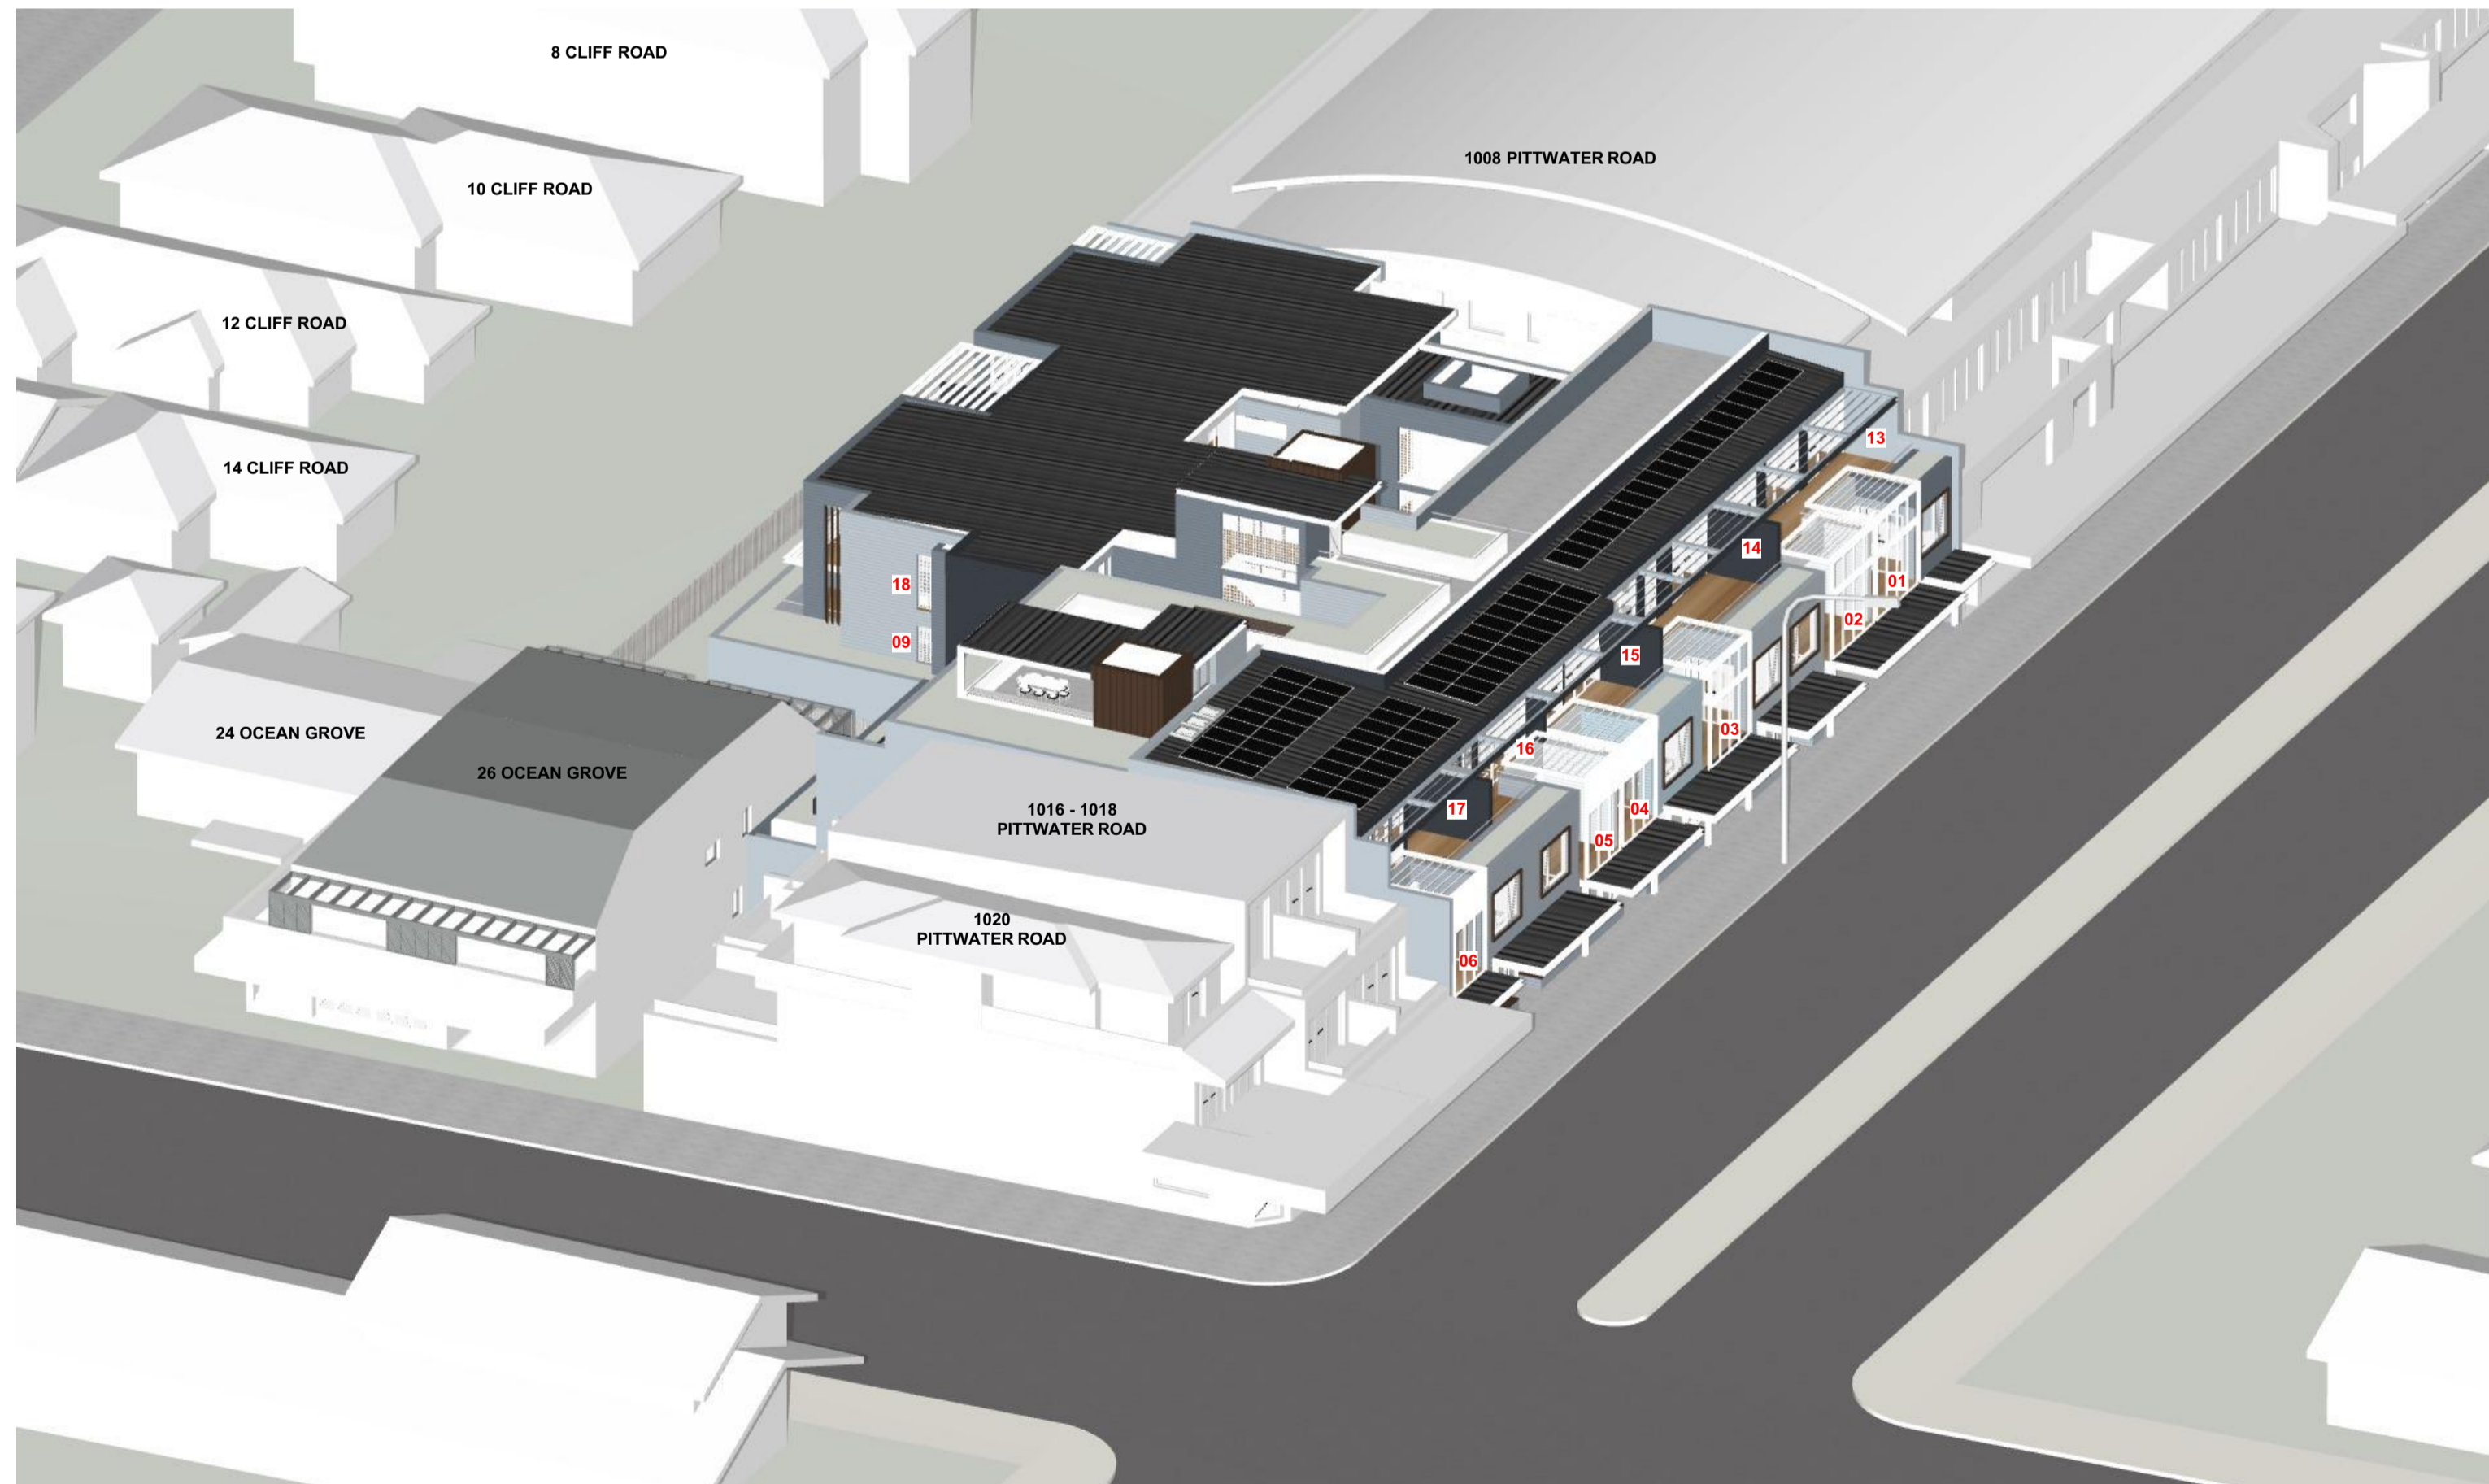 8 CLIFF ROAD
1008 PITTWATER ROAD
10 CLIFF ROAD
12 CLIFF ROAD
13
14 CLIFF ROAD
14
18
01
02
09
15
03
24 OCEAN GROVE
16
26 OCEAN GROVE
1016 - 1018
PITTWATER ROAD
17
04
05
1020
PITTWATER ROAD
06